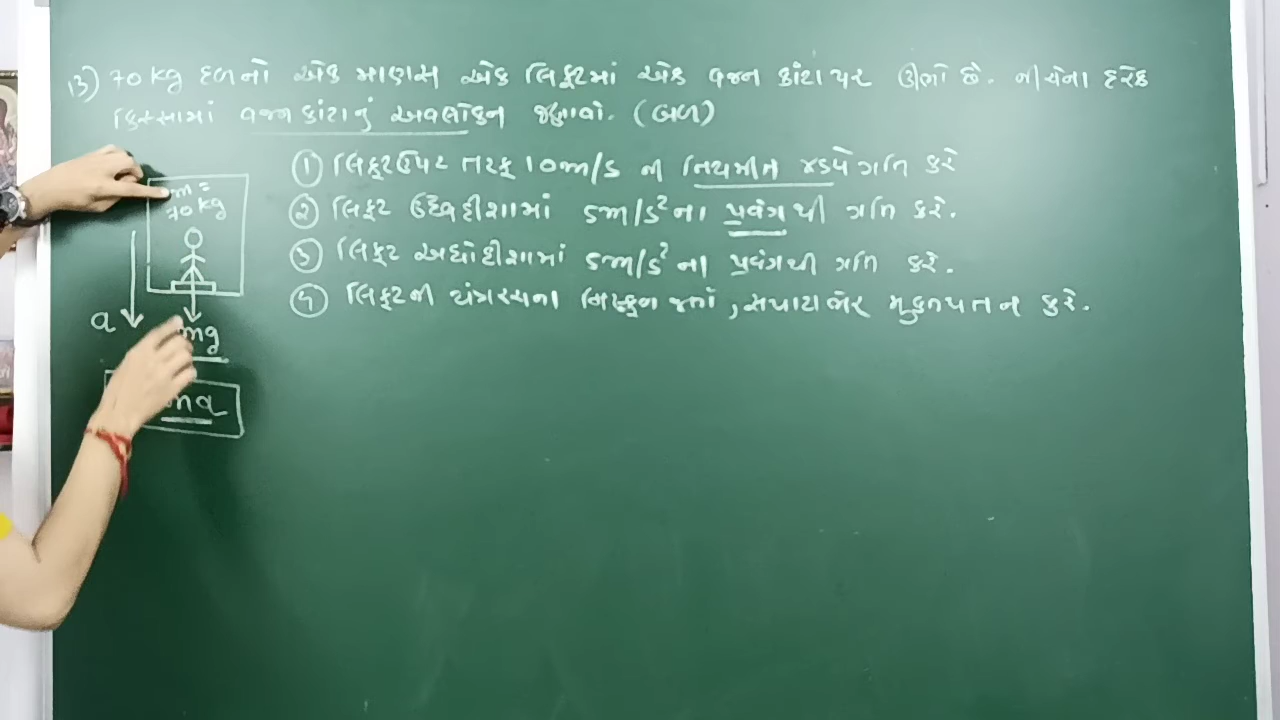 13) 70 kg દળનો એક માણસ એક લિફ્ટમાં એક વજન કાંટા પર ઊભો છે. નીચેના દરેક
કિસ્સામાં વજન કાંટાનું અવલોકન જણાવો. (બળ)
① લિફ્ટ ઉપર તરફ 10 m/s ની નિયમીત ઝડપે ગતિ કરે
② લિફ્ટ ઉર્ધ્વદીશામાં 5m/s² ના પ્રવેગથી ગતિ કરે.
③ લિફ્ટ અધોદીશામાં 5m/s² ના પ્રવેગથી ગતિ કરે.
④ લિફ્ટની યંત્રરચના નિષ્ફળ જતાં, સપાટાભેર મુક્તપતન કરે.
m =
70 kg
a
mg
ma